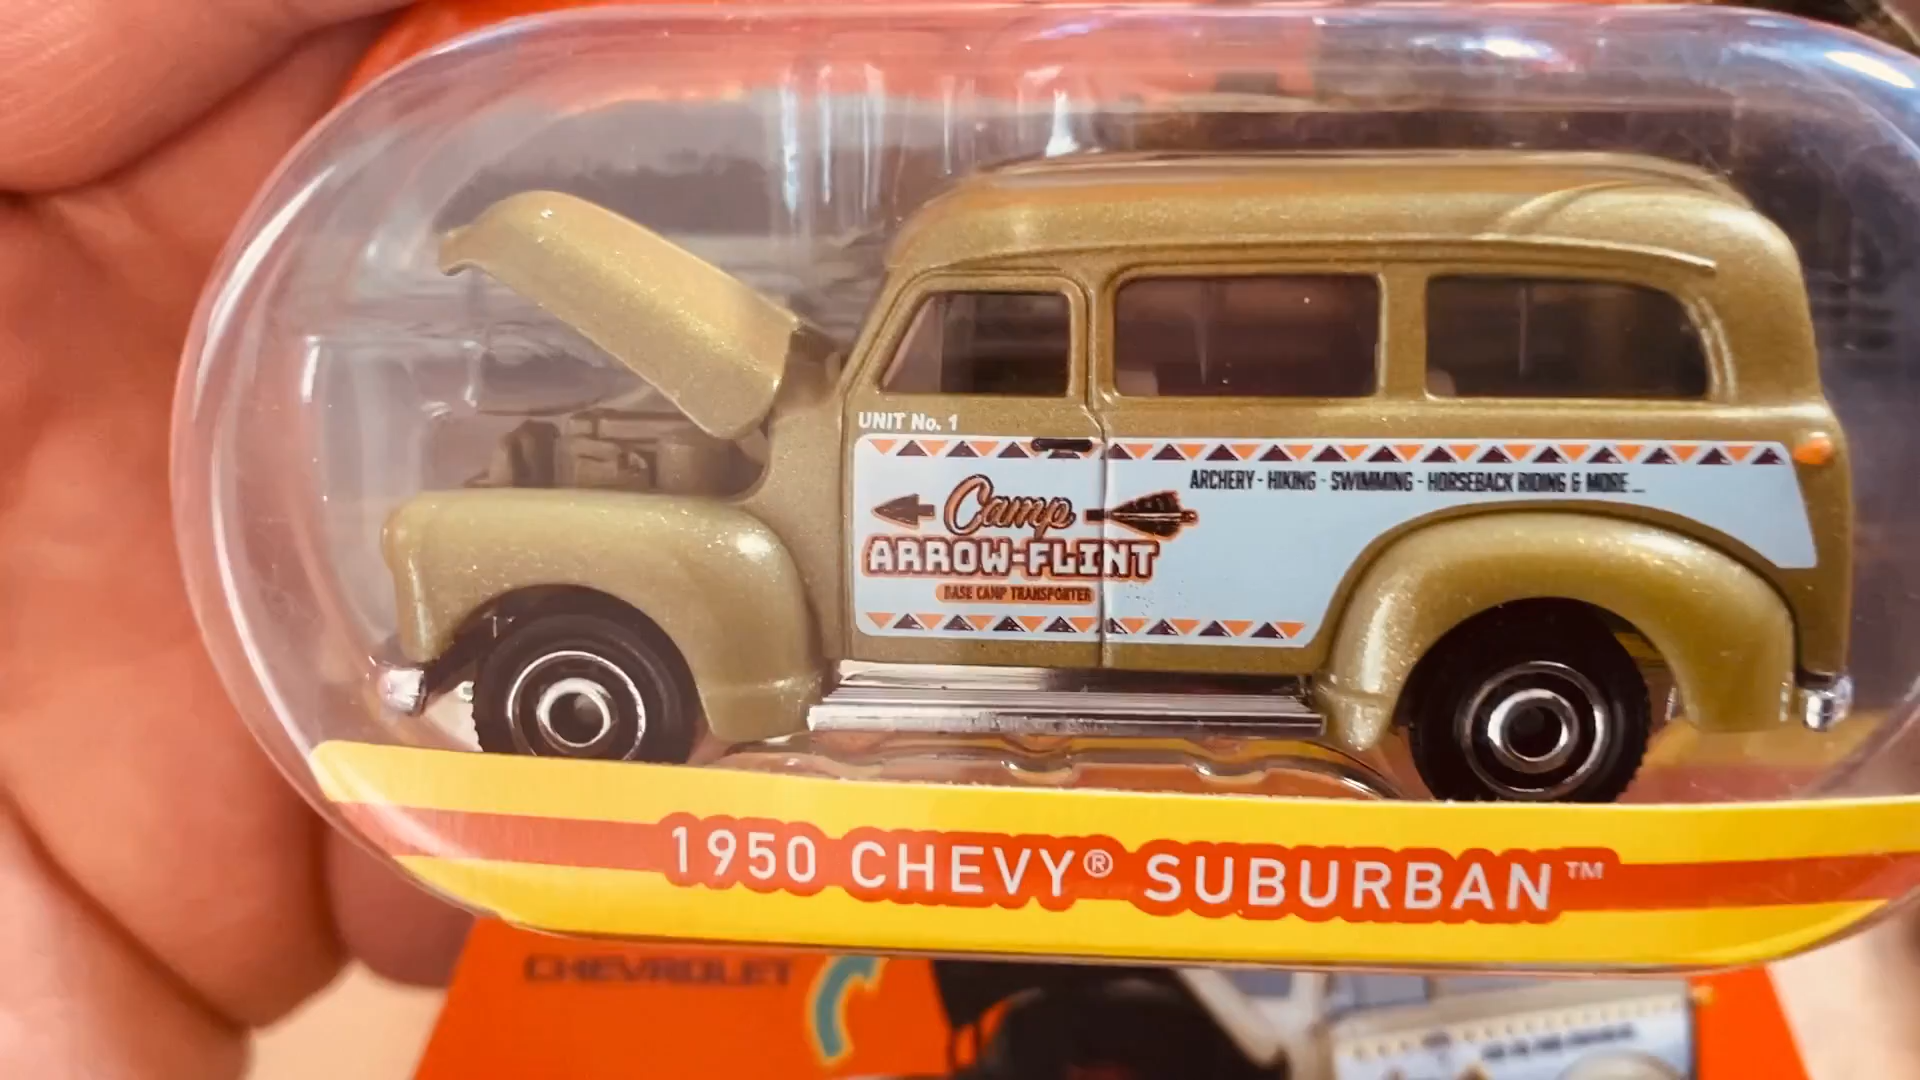 UNIT No. 1
ARCHERY - HIKING - SWIMMING - HORSEBACK RIDING & MORE ...
Camp
ARROW-FLINT
BASE CAMP TRANSPORTER
1950 CHEVY® SUBURBAN™
CHEVROLET